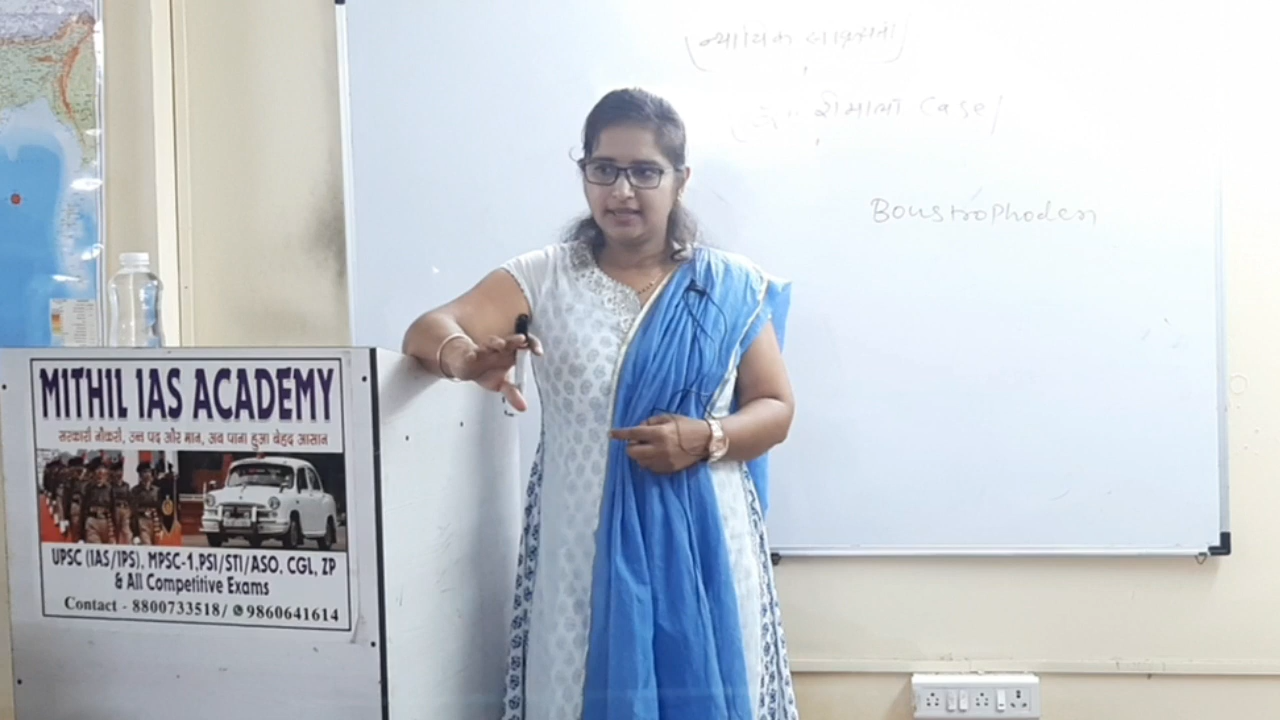 न्यायिक
Case
Boustrophoden
MITHIL IAS ACADEMY
सरकारी नौकरी, उच्च पद और मान, अब पाना हुआ बेहद आसान
UPSC (IAS/IPS), MPSC-1,PSI/STI/ASO, CGL, ZP
& All Competitive Exams
Contact - 8800733518/ 9860641614